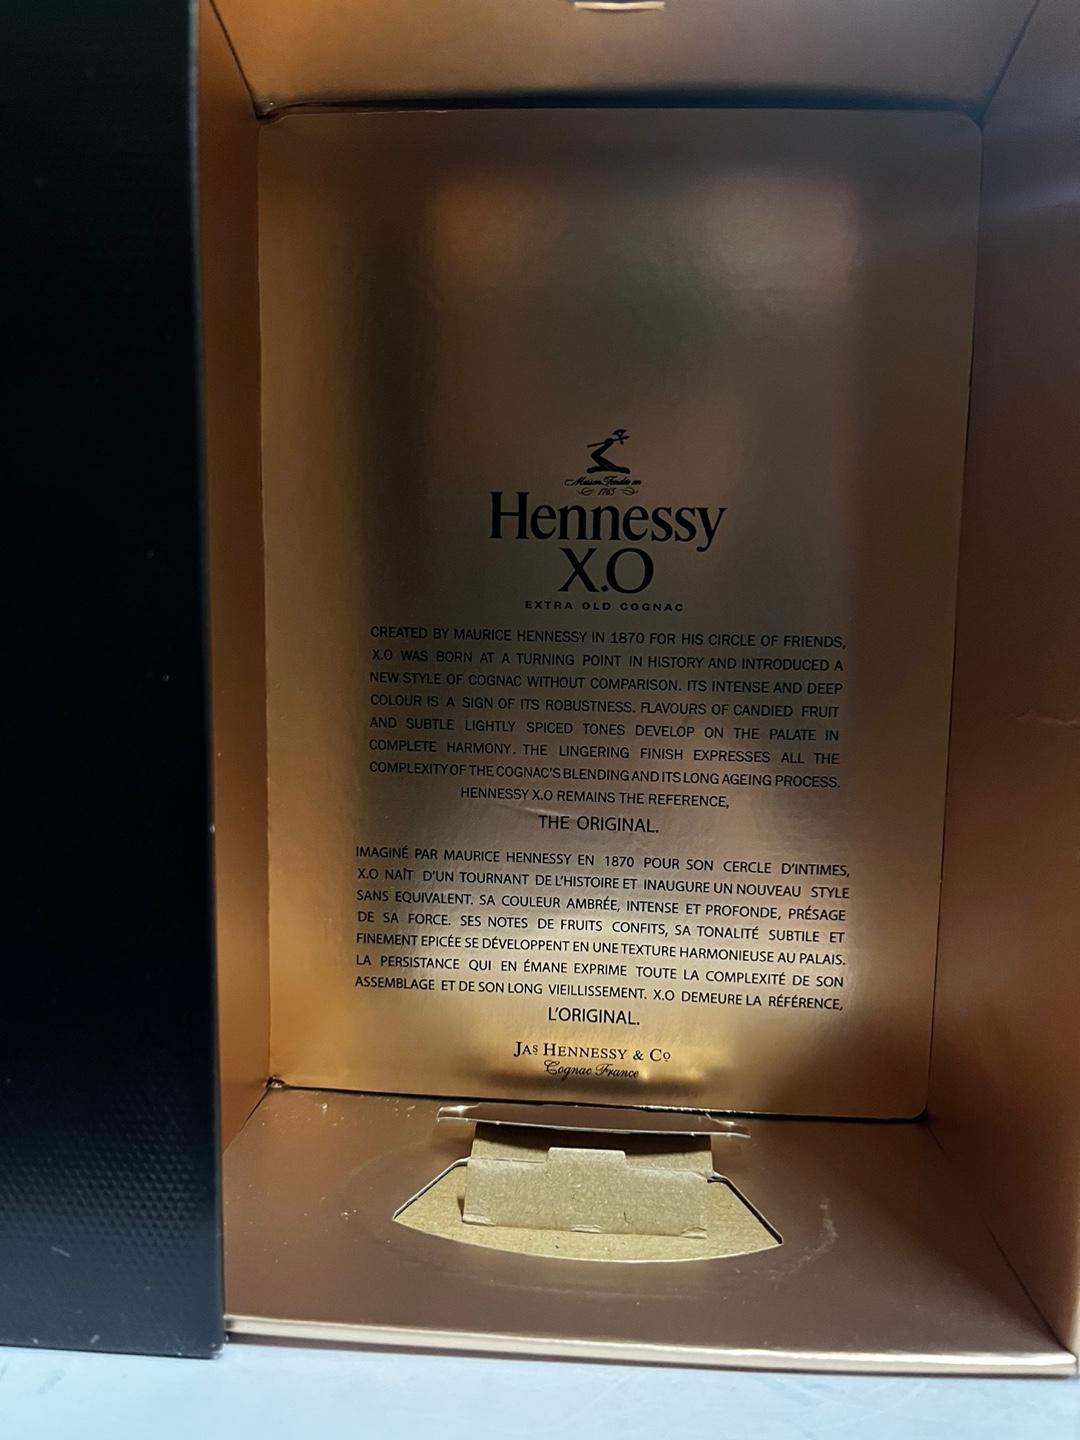 Maison Fondée en
1765
Hennessy
X.O
EXTRA OLD COGNAC
CREATED BY MAURICE HENNESSY IN 1870 FOR HIS CIRCLE OF FRIENDS,
X.O WAS BORN AT A TURNING POINT IN HISTORY AND INTRODUCED A
NEW STYLE OF COGNAC WITHOUT COMPARISON. ITS INTENSE AND DEEP
COLOUR IS A SIGN OF ITS ROBUSTNESS. FLAVOURS OF CANDIED FRUIT
AND SUBTLE LIGHTLY SPICED TONES DEVELOP ON THE PALATE IN
COMPLETE HARMONY. THE LINGERING FINISH EXPRESSES ALL THE
COMPLEXITY OF THE COGNAC'S BLENDING AND ITS LONG AGEING PROCESS.
HENNESSY X.O REMAINS THE REFERENCE,
THE ORIGINAL.
IMAGINÉ PAR MAURICE HENNESSY EN 1870 POUR SON CERCLE D'INTIMES,
X.O NAÎT D'UN TOURNANT DE L'HISTOIRE ET INAUGURE UN NOUVEAU STYLE
SANS EQUIVALENT. SA COULEUR AMBRÉE, INTENSE ET PROFONDE, PRÉSAGE
DE SA FORCE. SES NOTES DE FRUITS CONFITS, SA TONALITÉ SUBTILE ET
FINEMENT EPICÉE SE DÉVELOPPENT EN UNE TEXTURE HARMONIEUSE AU PALAIS.
LA PERSISTANCE QUI EN ÉMANE EXPRIME TOUTE LA COMPLEXITÉ DE SON
ASSEMBLAGE ET DE SON LONG VIEILLISSEMENT. X.O DEMEURE LA RÉFÉRENCE,
L'ORIGINAL.
JAS HENNESSY & CO
Cognac France